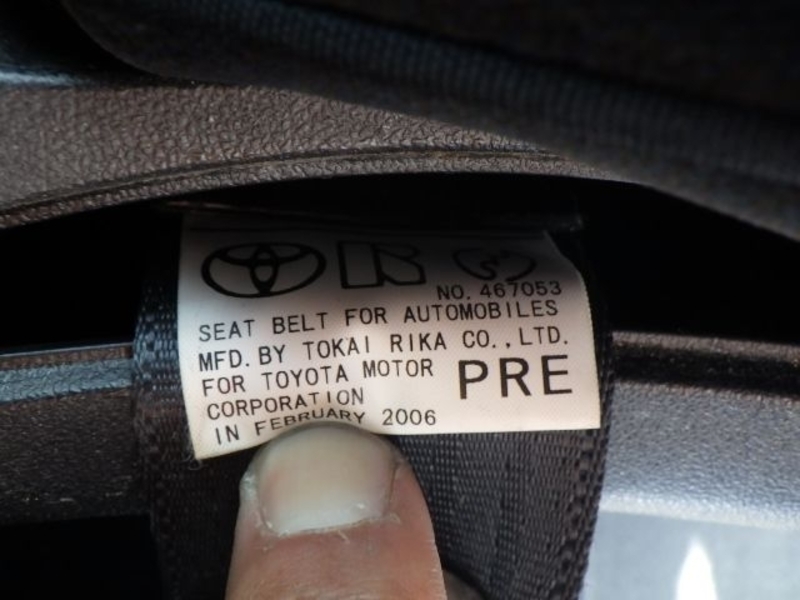 NO. 467053
SEAT BELT FOR AUTOMOBILES
MFD. BY TOKAI RIKA CO., LTD.
FOR TOYOTA MOTOR
PRE
CORPORATION
IN FEBRUARY 2006